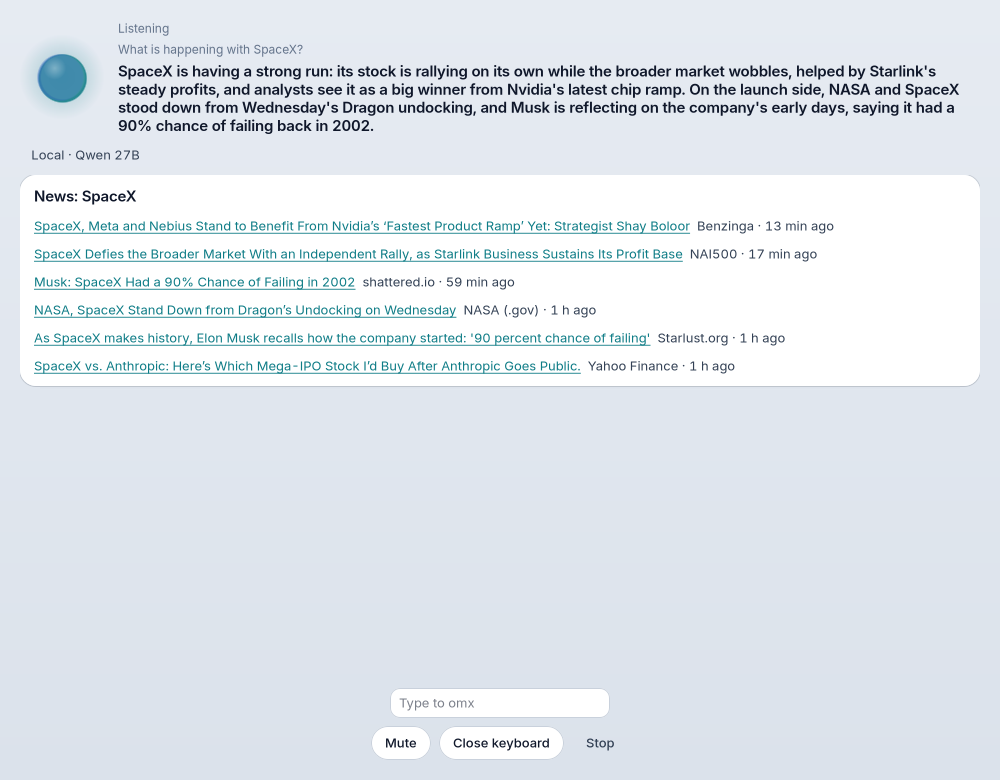 Listening
What is happening with SpaceX?
SpaceX is having a strong run: its stock is rallying on its own while the broader market wobbles, helped by Starlink's
steady profits, and analysts see it as a big winner from Nvidia's latest chip ramp. On the launch side, NASA and SpaceX
stood down from Wednesday's Dragon undocking, and Musk is reflecting on the company's early days, saying it had a
90% chance of failing back in 2002.
Local · Qwen 27B
News: SpaceX
SpaceX, Meta and Nebius Stand to Benefit From Nvidia’s ‘Fastest Product Ramp’ Yet: Strategist Shay Boloor Benzinga · 13 min ago
SpaceX Defies the Broader Market With an Independent Rally, as Starlink Business Sustains Its Profit Base NAI500 · 17 min ago
Musk: SpaceX Had a 90% Chance of Failing in 2002 shattered.io · 59 min ago
NASA, SpaceX Stand Down from Dragon’s Undocking on Wednesday NASA (.gov) · 1 h ago
As SpaceX makes history, Elon Musk recalls how the company started: '90 percent chance of failing' Starlust.org · 1 h ago
SpaceX vs. Anthropic: Here’s Which Mega-IPO Stock I’d Buy After Anthropic Goes Public. Yahoo Finance · 1 h ago
Type to omx
Mute Close keyboard Stop